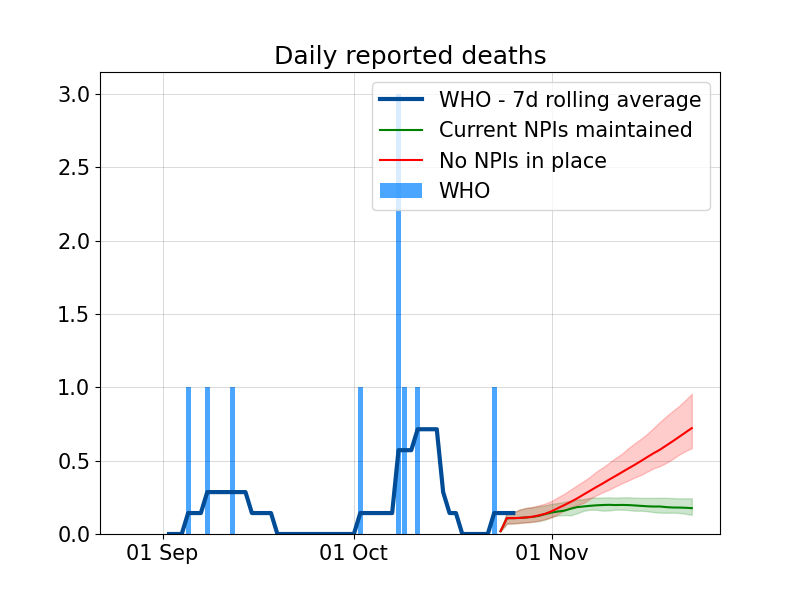 Daily reported deaths
3.0
2.5
2.0
1.5
1.0
0.5
0.0
WHO - 7d rolling average
Current NPIs maintained
No NPIs in place
WHO
01 Sep
01 Oct
01 Nov